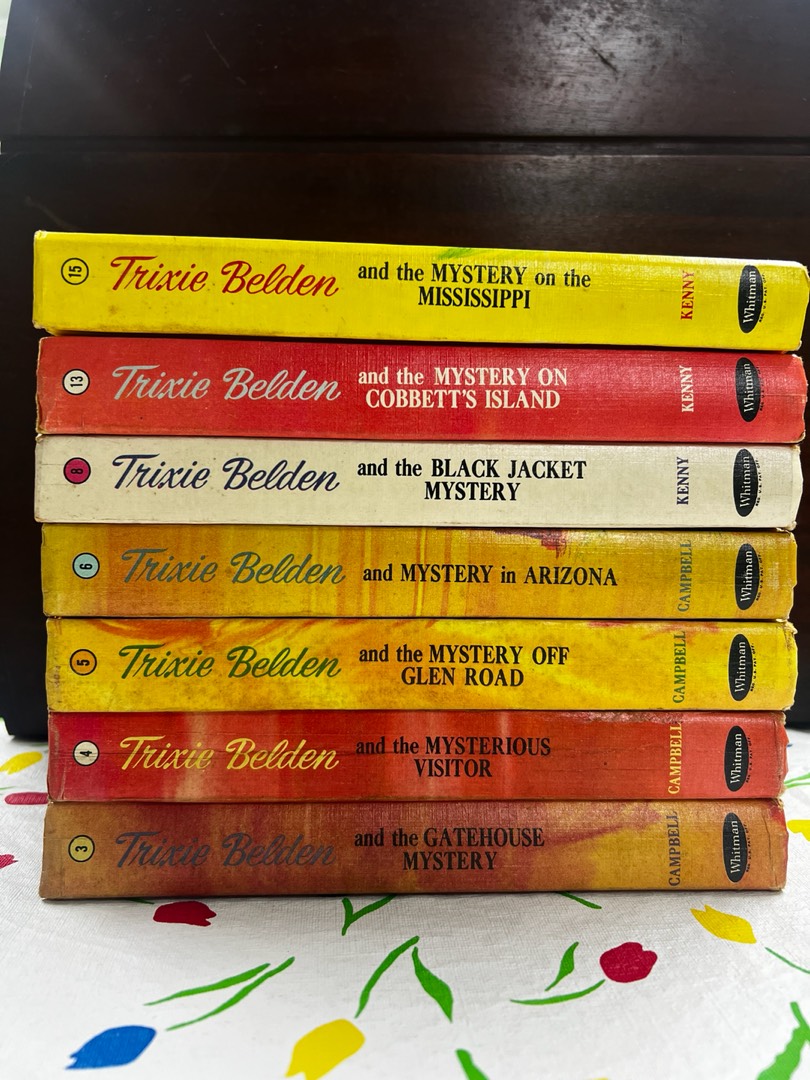 15 Trixie Belden and the MYSTERY on the
MISSISSIPPI KENNY Whitman
13 Trixie Belden and the MYSTERY ON
COBBETT'S ISLAND KENNY Whitman
8 Trixie Belden and the BLACK JACKET
MYSTERY KENNY Whitman
6 Trixie Belden and MYSTERY in ARIZONA CAMPBELL Whitman
5 Trixie Belden and the MYSTERY OFF
GLEN ROAD CAMPBELL Whitman
4 Trixie Belden and the MYSTERIOUS
VISITOR CAMPBELL Whitman
3 Trixie Belden and the GATEHOUSE
MYSTERY CAMPBELL Whitman